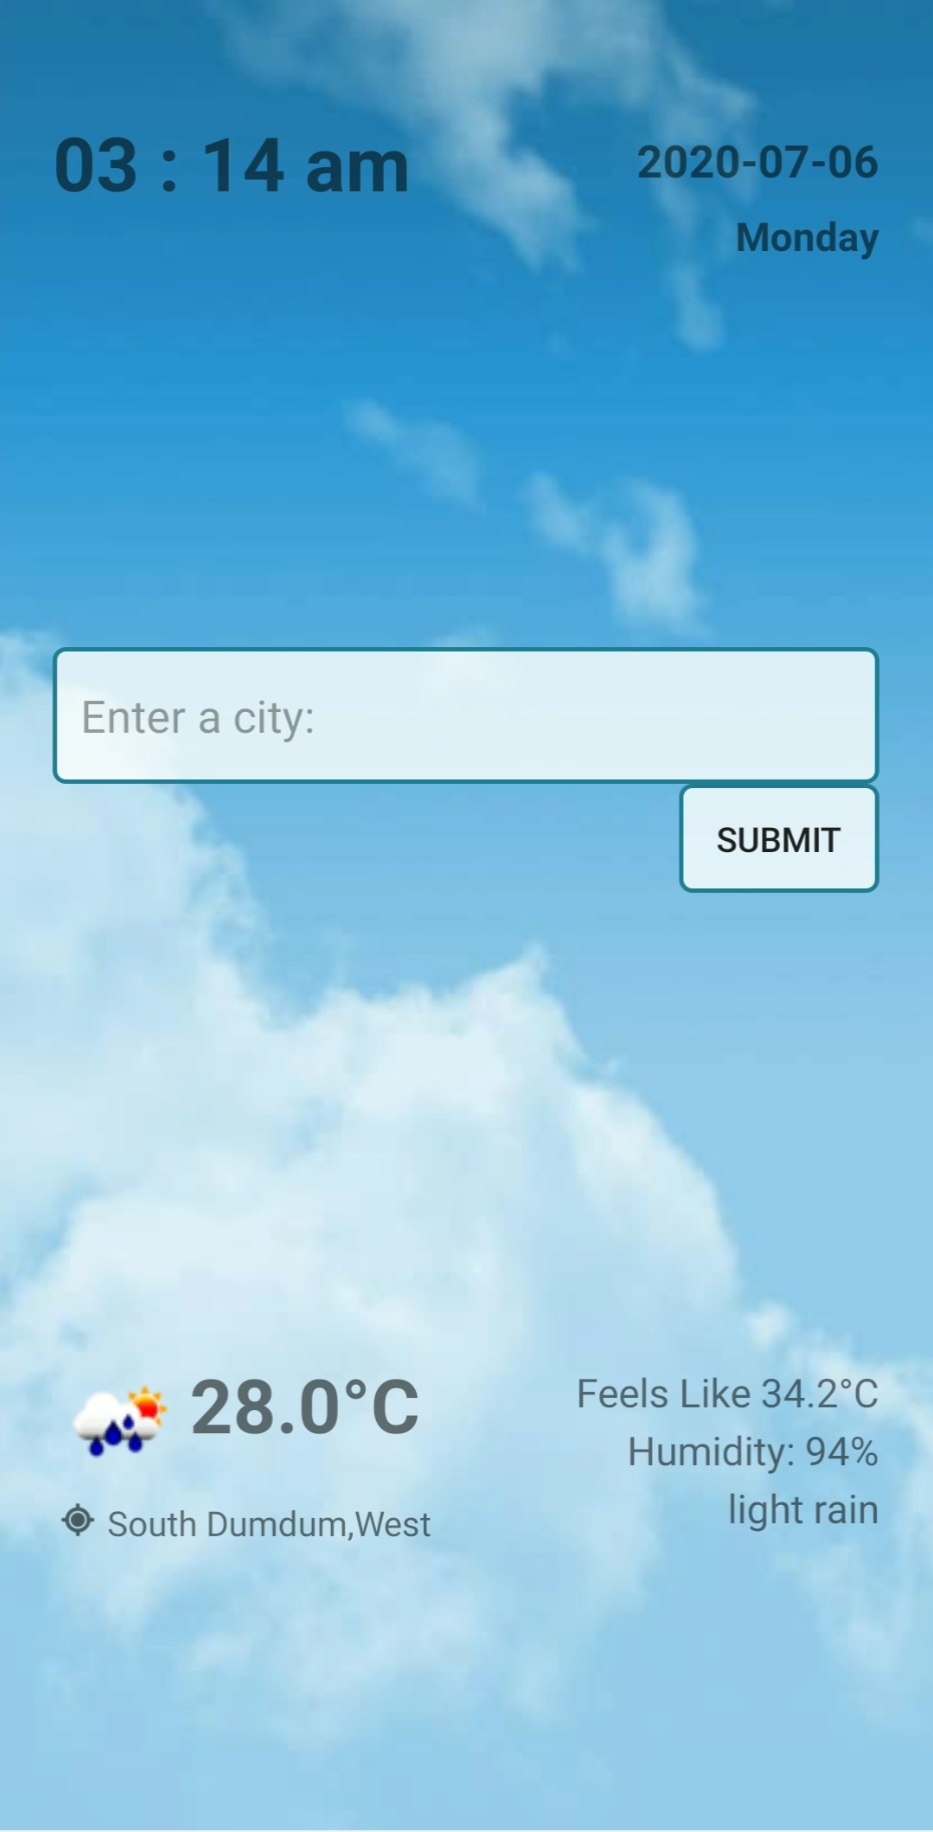 03 : 14 am
2020-07-06
Monday
Enter a city:
SUBMIT
28.0°C
Feels Like 34.2°C
Humidity: 94%
light rain
South Dumdum,West